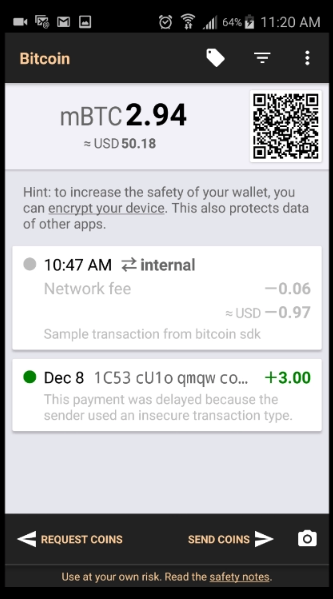 64% 11:20 AM
Bitcoin
mBTC 2.94
≈ USD 50.18
Hint: to increase the safety of your wallet, you
can encrypt your device. This also protects data
of other apps.
10:47 AM ⇄ internal
Network fee −0.06
≈ USD −0.97
Sample transaction from bitcoin sdk
Dec 8 1C53 cU1o qmqw co... +3.00
This payment was delayed because the
sender used an insecure transaction type.
REQUEST COINS SEND COINS
Use at your own risk. Read the safety notes.